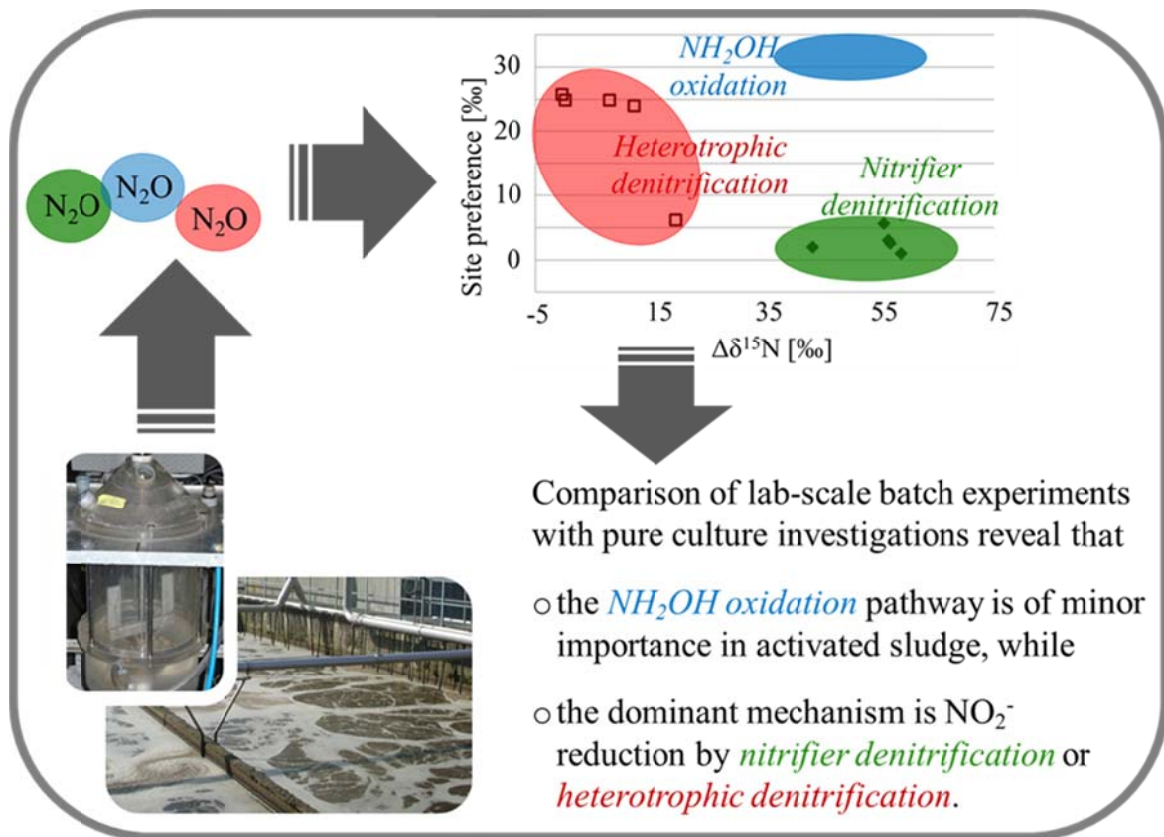 N₂O
N₂O
N₂O
Site preference [‰]
30
20
10
0
-5
15
35
55
75
Δδ¹⁵N [‰]
NH₂OH
oxidation
Heterotrophic
denitrification
Nitrifier
denitrification
Comparison of lab-scale batch experiments
with pure culture investigations reveal that
o the NH₂OH oxidation pathway is of minor
importance in activated sludge, while
o the dominant mechanism is NO₂⁻
reduction by nitrifier denitrification or
heterotrophic denitrification.